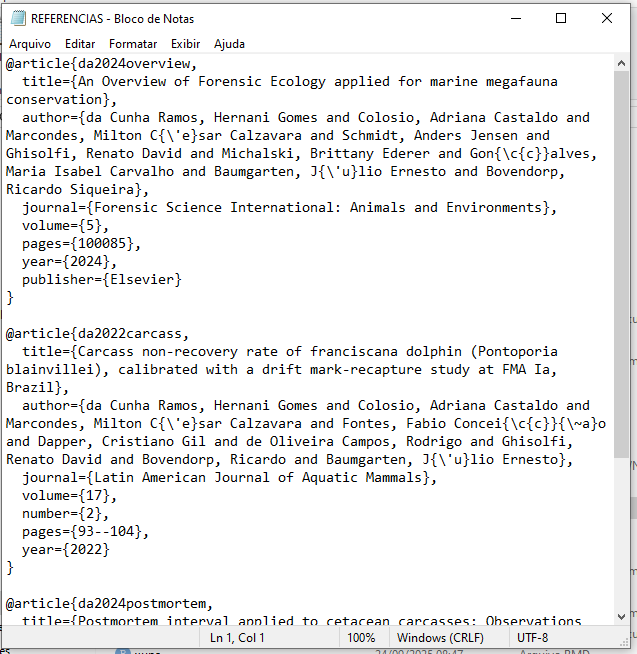 REFERENCIAS - Bloco de Notas
Arquivo Editar Formatar Exibir Ajuda
@article{da2024overview,
title={An Overview of Forensic Ecology applied for marine megafauna
conservation},
author={da Cunha Ramos, Hernani Gomes and Colosio, Adriana Castaldo and
Marcondes, Milton C{\'e}sar Calzavara and Schmidt, Anders Jensen and
Ghisolfi, Renato David and Michalski, Brittany Ederer and Gon{\c{c}}alves,
Maria Isabel Carvalho and Baumgarten, J{\'u}lio Ernesto and Bovendorp,
Ricardo Siqueira},
journal={Forensic Science International: Animals and Environments},
volume={5},
pages={100085},
year={2024},
publisher={Elsevier}
}
@article{da2022carcass,
title={Carcass non-recovery rate of franciscana dolphin (Pontoporia
blainvillei), calibrated with a drift mark-recapture study at FMA Ia,
Brazil},
author={da Cunha Ramos, Hernani Gomes and Colosio, Adriana Castaldo and
Marcondes, Milton C{\'e}sar Calzavara and Fontes, Fabio Concei{\c{c}}{\~a}o
and Dapper, Cristiano Gil and de Oliveira Campos, Rodrigo and Ghisolfi,
Renato David and Bovendorp, Ricardo and Baumgarten, J{\'u}lio Ernesto},
journal={Latin American Journal of Aquatic Mammals},
volume={17},
number={2},
pages={93--104},
year={2022}
}
@article{da2024postmortem,
title={Postmortem interval applied to cetacean carcasses: Observations
Ln 1, Col 1 100% Windows (CRLF) UTF-8